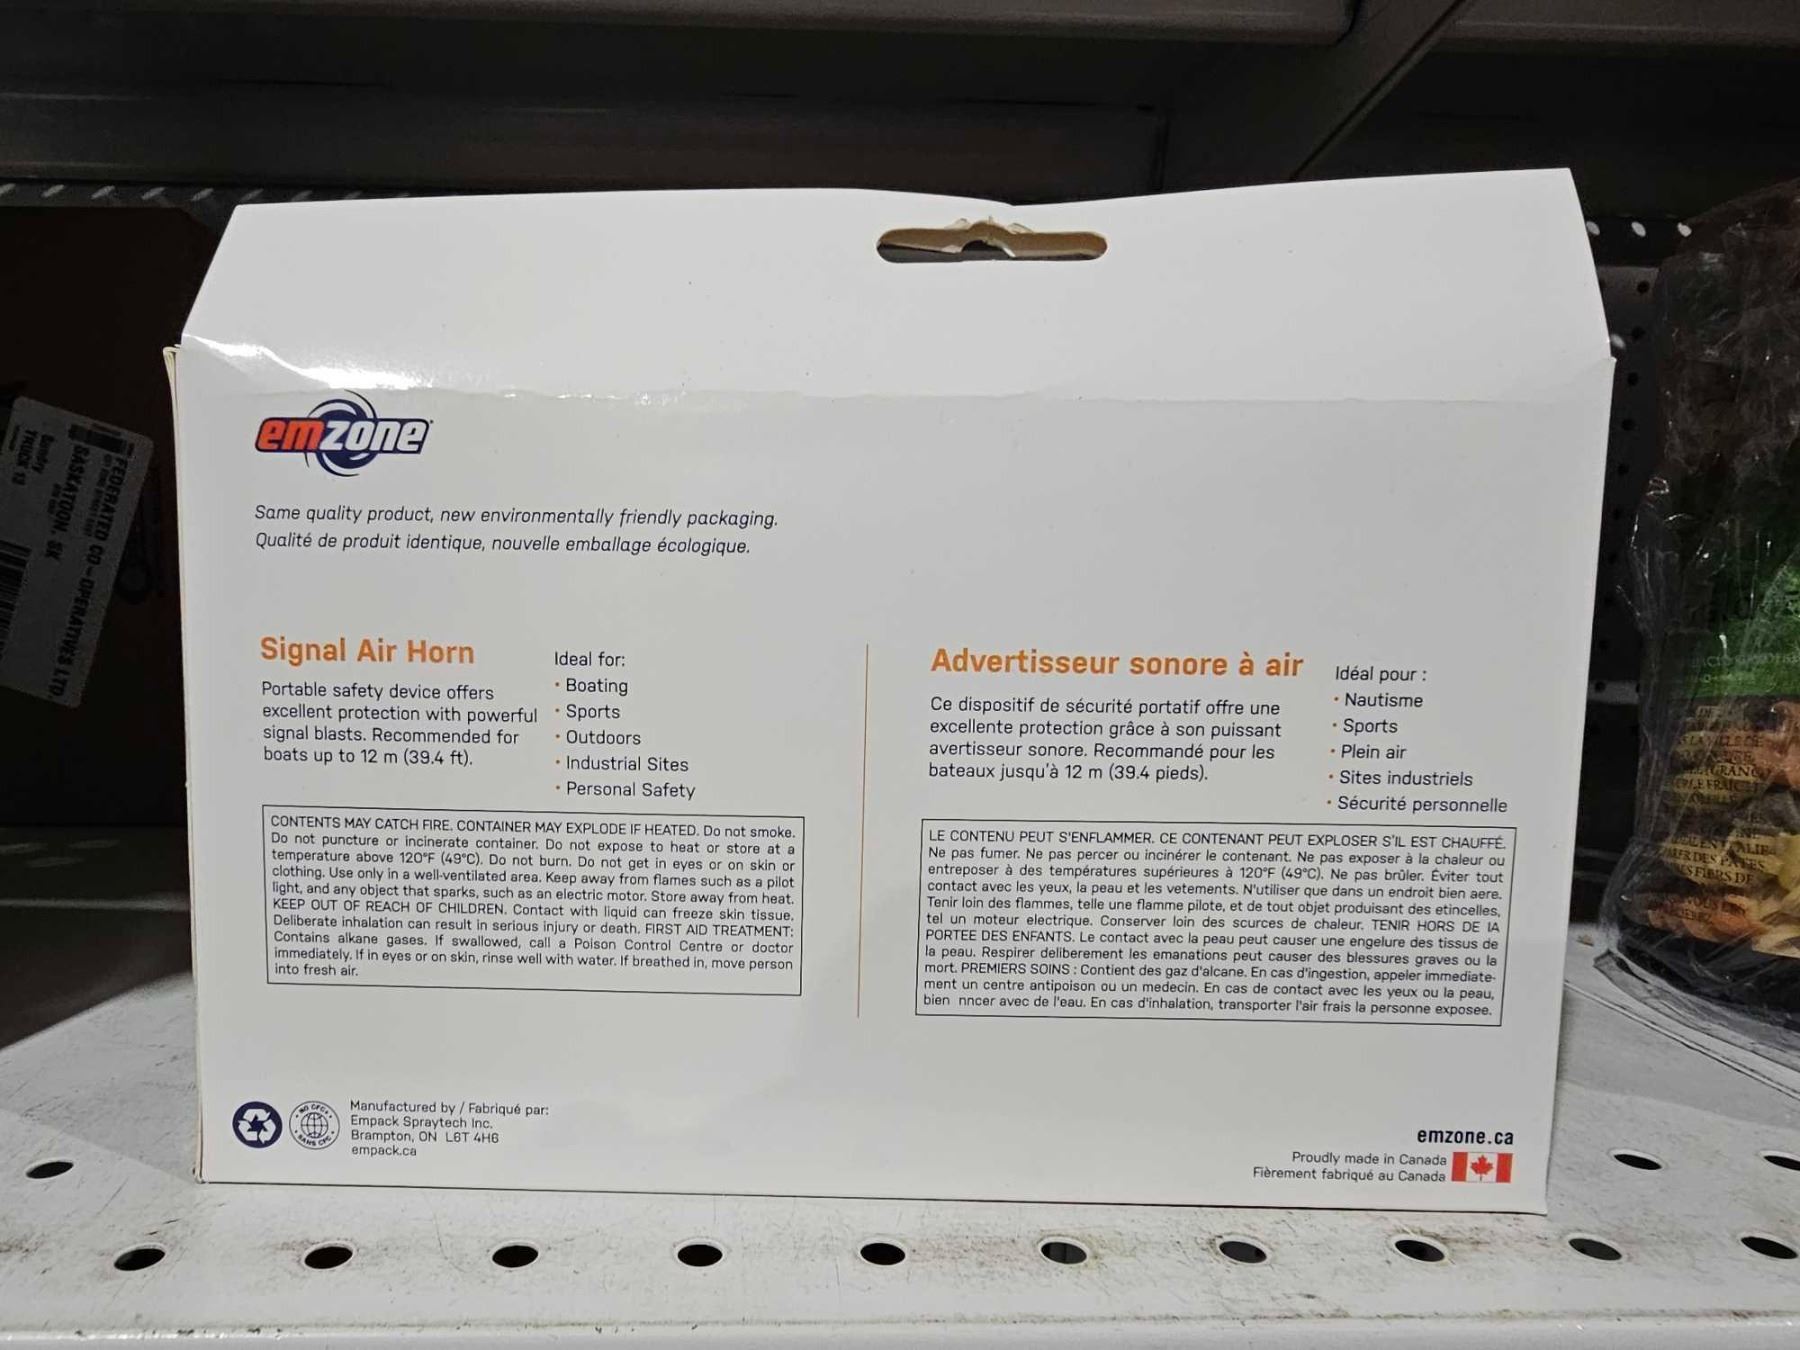 emzone
Same quality product, new environmentally friendly packaging.
Qualité de produit identique, nouvelle emballage écologique.
Signal Air Horn
Portable safety device offers
excellent protection with powerful
signal blasts. Recommended for
boats up to 12 m (39.4 ft).
Ideal for:
• Boating
• Sports
• Outdoors
• Industrial Sites
• Personal Safety
CONTENTS MAY CATCH FIRE. CONTAINER MAY EXPLODE IF HEATED. Do not smoke.
Do not puncture or incinerate container. Do not expose to heat or store at a
temperature above 120°F (49°C). Do not burn. Do not get in eyes or on skin or
clothing. Use only in a well-ventilated area. Keep away from flames such as a pilot
light, and any object that sparks, such as an electric motor. Store away from heat.
KEEP OUT OF REACH OF CHILDREN. Contact with liquid can freeze skin tissue.
Deliberate inhalation can result in serious injury or death. FIRST AID TREATMENT:
Contains alkane gases. If swallowed, call a Poison Control Centre or doctor
immediately. If in eyes or on skin, rinse well with water. If breathed in, move person
into fresh air.
Advertisseur sonore à air
Ce dispositif de sécurité portatif offre une
excellente protection grâce à son puissant
avertisseur sonore. Recommandé pour les
bateaux jusqu'à 12 m (39.4 pieds).
Idéal pour :
• Nautisme
• Sports
• Plein air
• Sites industriels
• Sécurité personnelle
LE CONTENU PEUT S'ENFLAMMER. CE CONTENANT PEUT EXPLOSER S'IL EST CHAUFFÉ.
Ne pas fumer. Ne pas percer ou incinérer le contenant. Ne pas exposer à la chaleur ou
entreposer à des températures supérieures à 120°F (49°C). Ne pas brûler. Éviter tout
contact avec les yeux, la peau et les vetements. N'utiliser que dans un endroit bien aere.
Tenir loin des flammes, telle une flamme pilote, et de tout objet produisant des etincelles,
tel un moteur electrique. Conserver loin des scurces de chaleur. TENIR HORS DE IA
PORTEE DES ENFANTS. Le contact avec la peau peut causer une engelure des tissus de
la peau. Respirer deliberement les emanations peut causer des blessures graves ou la
mort. PREMIERS SOINS : Contient des gaz d'alcane. En cas d'ingestion, appeler immediate-
ment un centre antipoison ou un medecin. En cas de contact avec les yeux ou la peau,
bien nncer avec de l'eau. En cas d'inhalation, transporter l'air frais la personne exposee.
NO CFC
SANS CFC
Manufactured by / Fabriqué par:
Empack Spraytech Inc.
Brampton, ON L6T 4H6
empack.ca
emzone.ca
Proudly made in Canada
Fièrement fabriqué au Canada
FEDERATED CO-OPERATIVES LTD
SASKATOON, SK
TRUCK 13